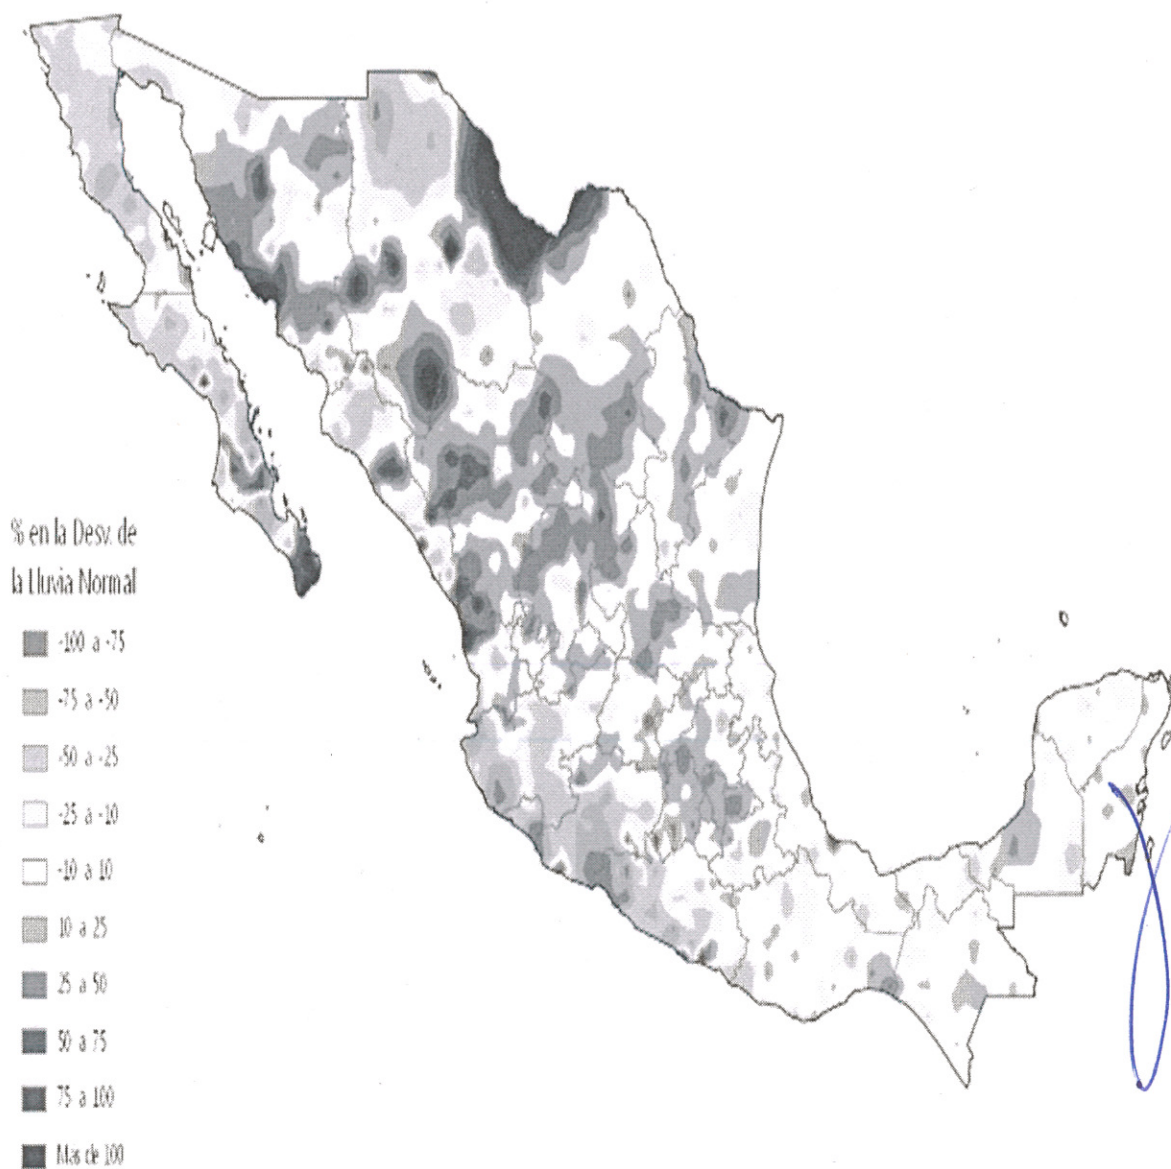 % en la Desv. de
la Lluvia Normal
-100 a -75
-75 a -50
-50 a -25
-25 a -10
-10 a 10
10 a 25
25 a 50
50 a 75
75 a 100
Mas de 100